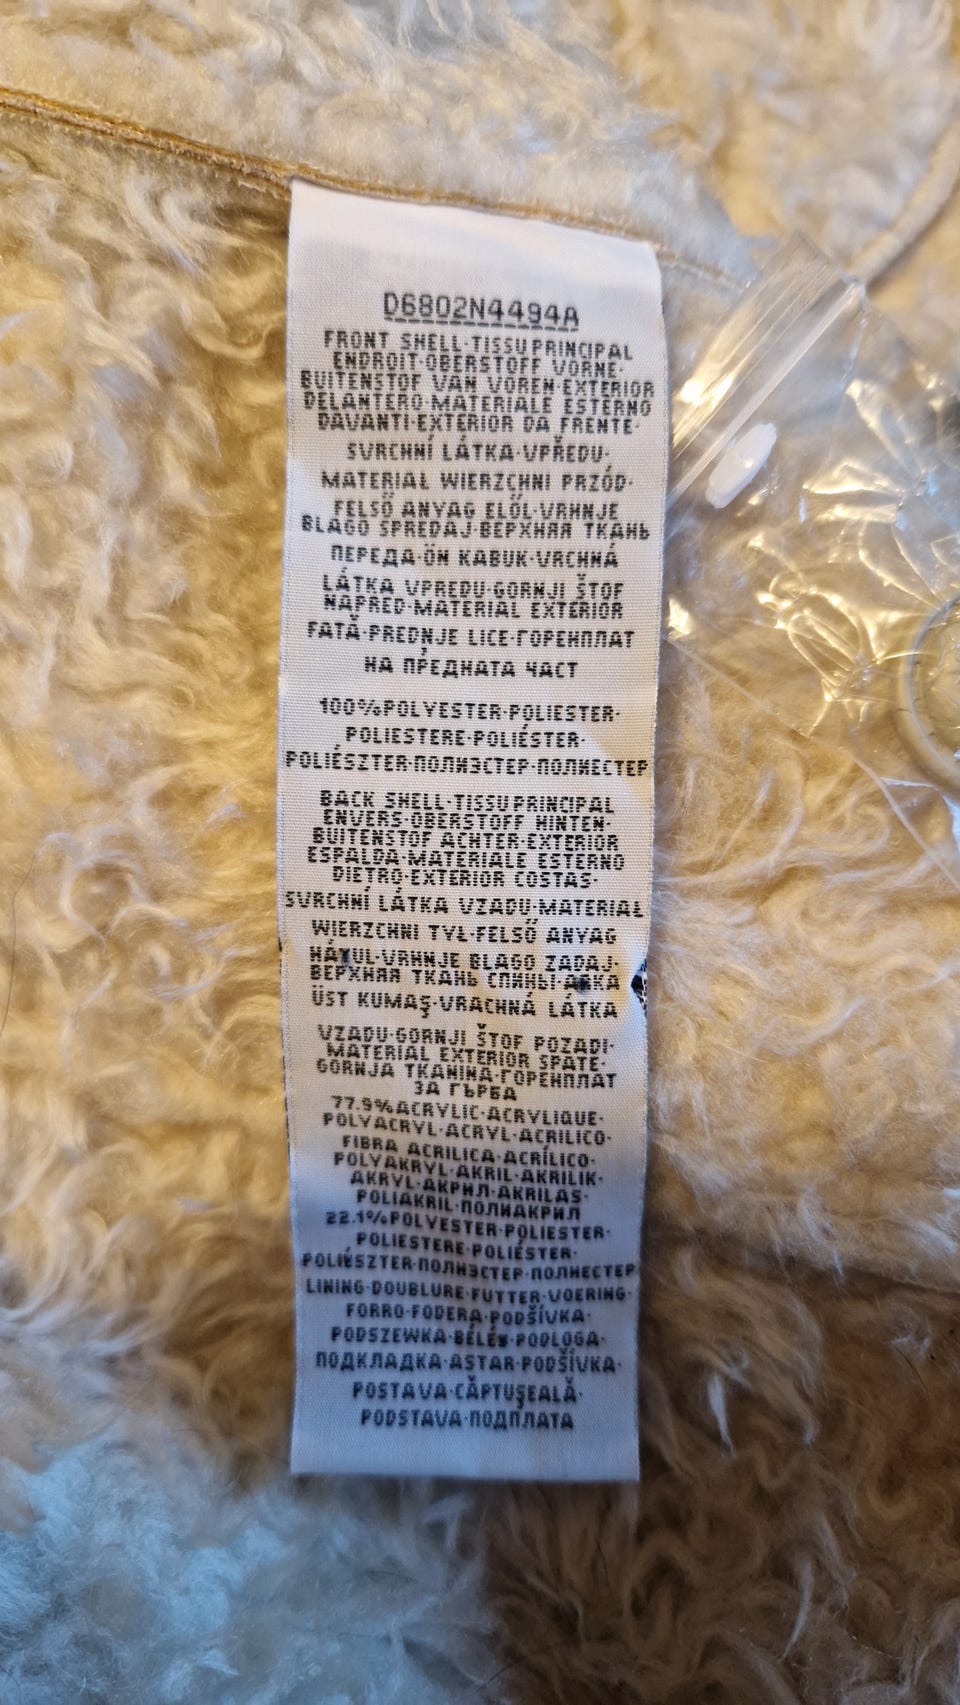 D6802N4494A
FRONT SHELL·TISSU PRINCIPAL
ENDROIT·OBERSTOFF VORNE·
BUITENSTOF VAN VOREN·EXTERIOR
DELANTERO·MATERIALE ESTERNO
DAVANTI·EXTERIOR DA FRENTE·
SVRCHNÍ LÁTKA·VPŘEDU·
MATERIAŁ WIERZCHNI PRZÓD·
FELSŐ ANYAG ELŐL·VRHNJE
BLAGO SPREDAJ·ВЕРХНЯЯ ТКАНЬ
ПЕРЕДА·ÖN KABUK·VRCHNÁ
LÁTKA VPREDU·GORNJI ŠTOF
NAPRED·MATERIAL EXTERIOR
FAŢĂ·PREDNJE LICE·ГОРЕНПЛАТ
НА ПРЕДНАТА ЧАСТ
100%POLYESTER·POLIESTER·
POLIESTERE·POLIÉSTER·
POLIÉSZTER·ПОЛИЭСТЕР·ПОЛИЕСТЕР
BACK SHELL·TISSU PRINCIPAL
ENVERS·OBERSTOFF HINTEN·
BUITENSTOF ACHTER·EXTERIOR
ESPALDA·MATERIALE ESTERNO
DIETRO·EXTERIOR COSTAS·
SVRCHNÍ LÁTKA VZADU·MATERIAŁ
WIERZCHNI TYŁ·FELSŐ ANYAG
HÁTUL·VRHNJE BLAGO ZADAJ·
ВЕРХНЯЯ ТКАНЬ СПИНЫ·ARKA
ÜST KUMAŞ·VRACHNÁ LÁTKA
VZADU·GORNJI ŠTOF POZADI·
MATERIAL EXTERIOR SPATE·
GORNJA TKANINA·ГОРЕНПЛАТ
ЗА ГЪРБА
77.9%ACRYLIC·ACRYLIQUE·
POLYACRYL·ACRYL·ACRILICO·
FIBRA ACRILICA·ACRÍLICO·
POLYAKRYL·AKRIL·AKRILIK·
AKRYL·АКРИЛ·AKRILAS·
POLIAKRIL·ПОЛИАКРИЛ
22.1%POLYESTER·POLIESTER·
POLIESTERE·POLIÉSTER·
POLIÉSZTER·ПОЛИЭСТЕР·ПОЛИЕСТЕР
LINING·DOUBLURE·FUTTER·VOERING·
FORRO·FODERA·PODŠÍVKA·
PODSZEWKA·BÉLÉS·PODLOGA·
ПОДКЛАДКА·ASTAR·PODŠÍVKA·
POSTAVA·CĂPTUŞEALĂ·
PODSTAVA·ПОДПЛАТА